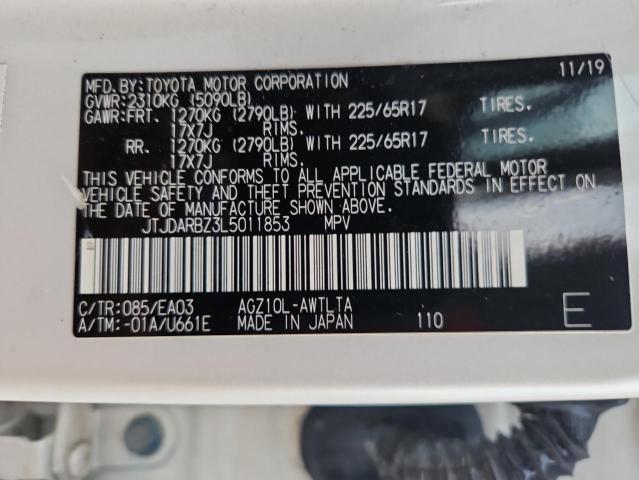 MFD.BY:TOYOTA MOTOR CORPORATION 11/19
GVWR:2310KG (5090LB)
GAWR:FRT. 1270KG (2790LB) WITH 225/65R17 TIRES.
17X7J RIMS.
RR. 1270KG (2790LB) WITH 225/65R17 TIRES.
17X7J RIMS.
THIS VEHICLE CONFORMS TO ALL APPLICABLE FEDERAL MOTOR
VEHICLE SAFETY AND THEFT PREVENTION STANDARDS IN EFFECT ON
THE DATE OF MANUFACTURE SHOWN ABOVE.
JTJDARBZ3L5011853 MPV
C/TR:085/EA03 AGZ10L-AWTLTA
A/TM:-01A/U661E MADE IN JAPAN 110 E